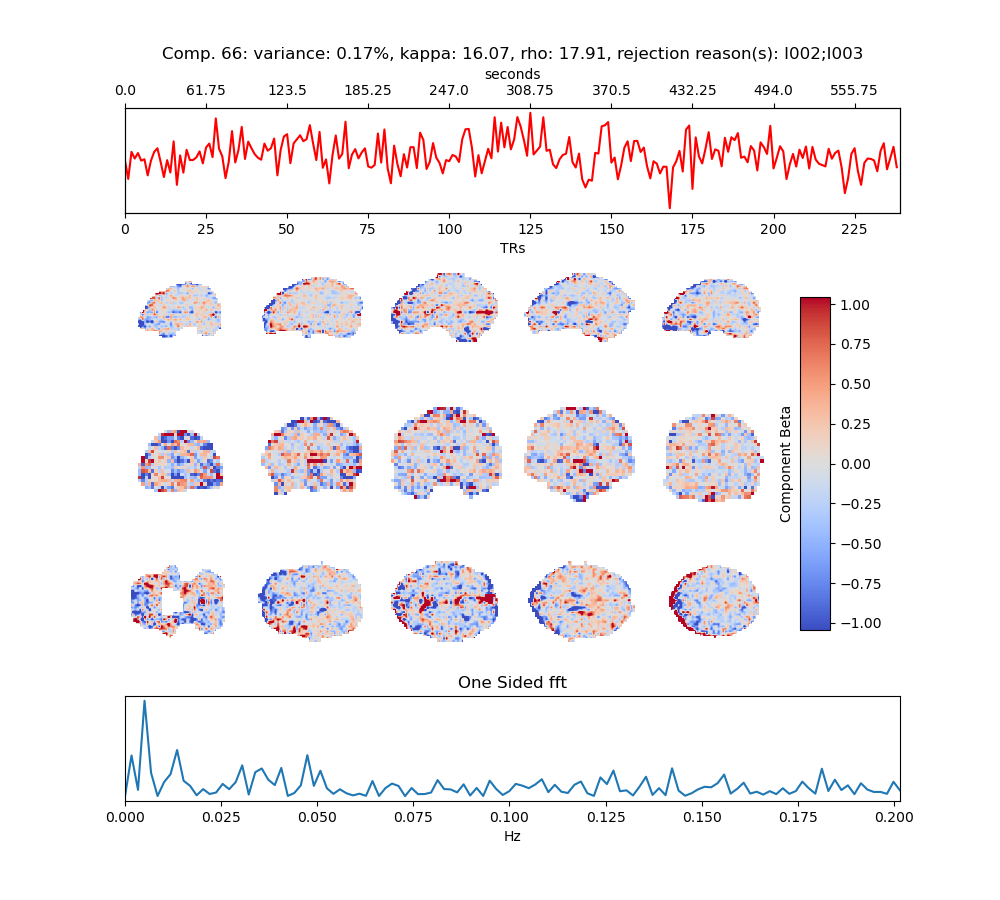 Comp. 66: variance: 0.17%, kappa: 16.07, rho: 17.91, rejection reason(s): I002;I003
seconds
0.0 61.75 123.5 185.25 247.0 308.75 370.5 432.25 494.0 555.75
0 25 50 75 100 125 150 175 200 225
TRs
1.00
0.75
0.50
0.25
0.00
−0.25
−0.50
−0.75
−1.00
Component Beta
One Sided fft
0.000 0.025 0.050 0.075 0.100 0.125 0.150 0.175 0.200
Hz